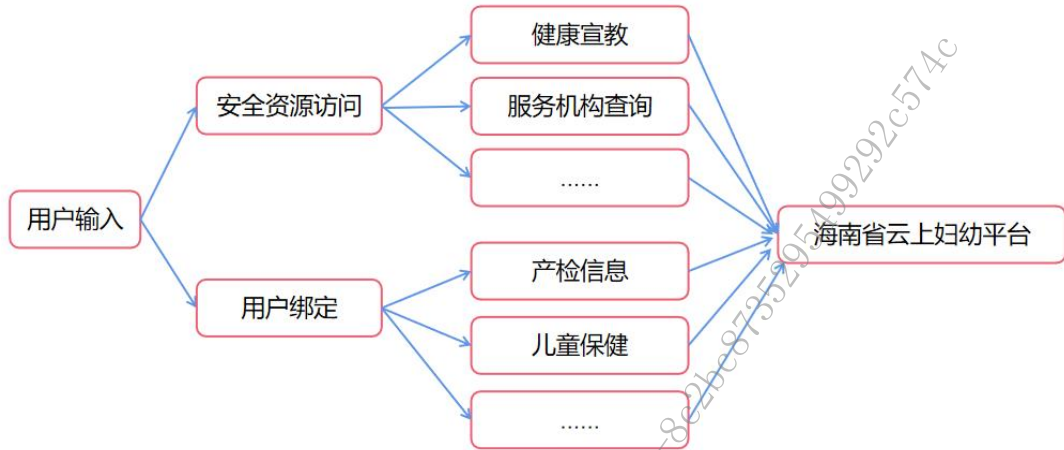 健康宣教
安全资源访问
服务机构查询
……
用户输入
海南省云上妇幼平台
产检信息
用户绑定
儿童保健
……
-8c2bc8735295499292c574c